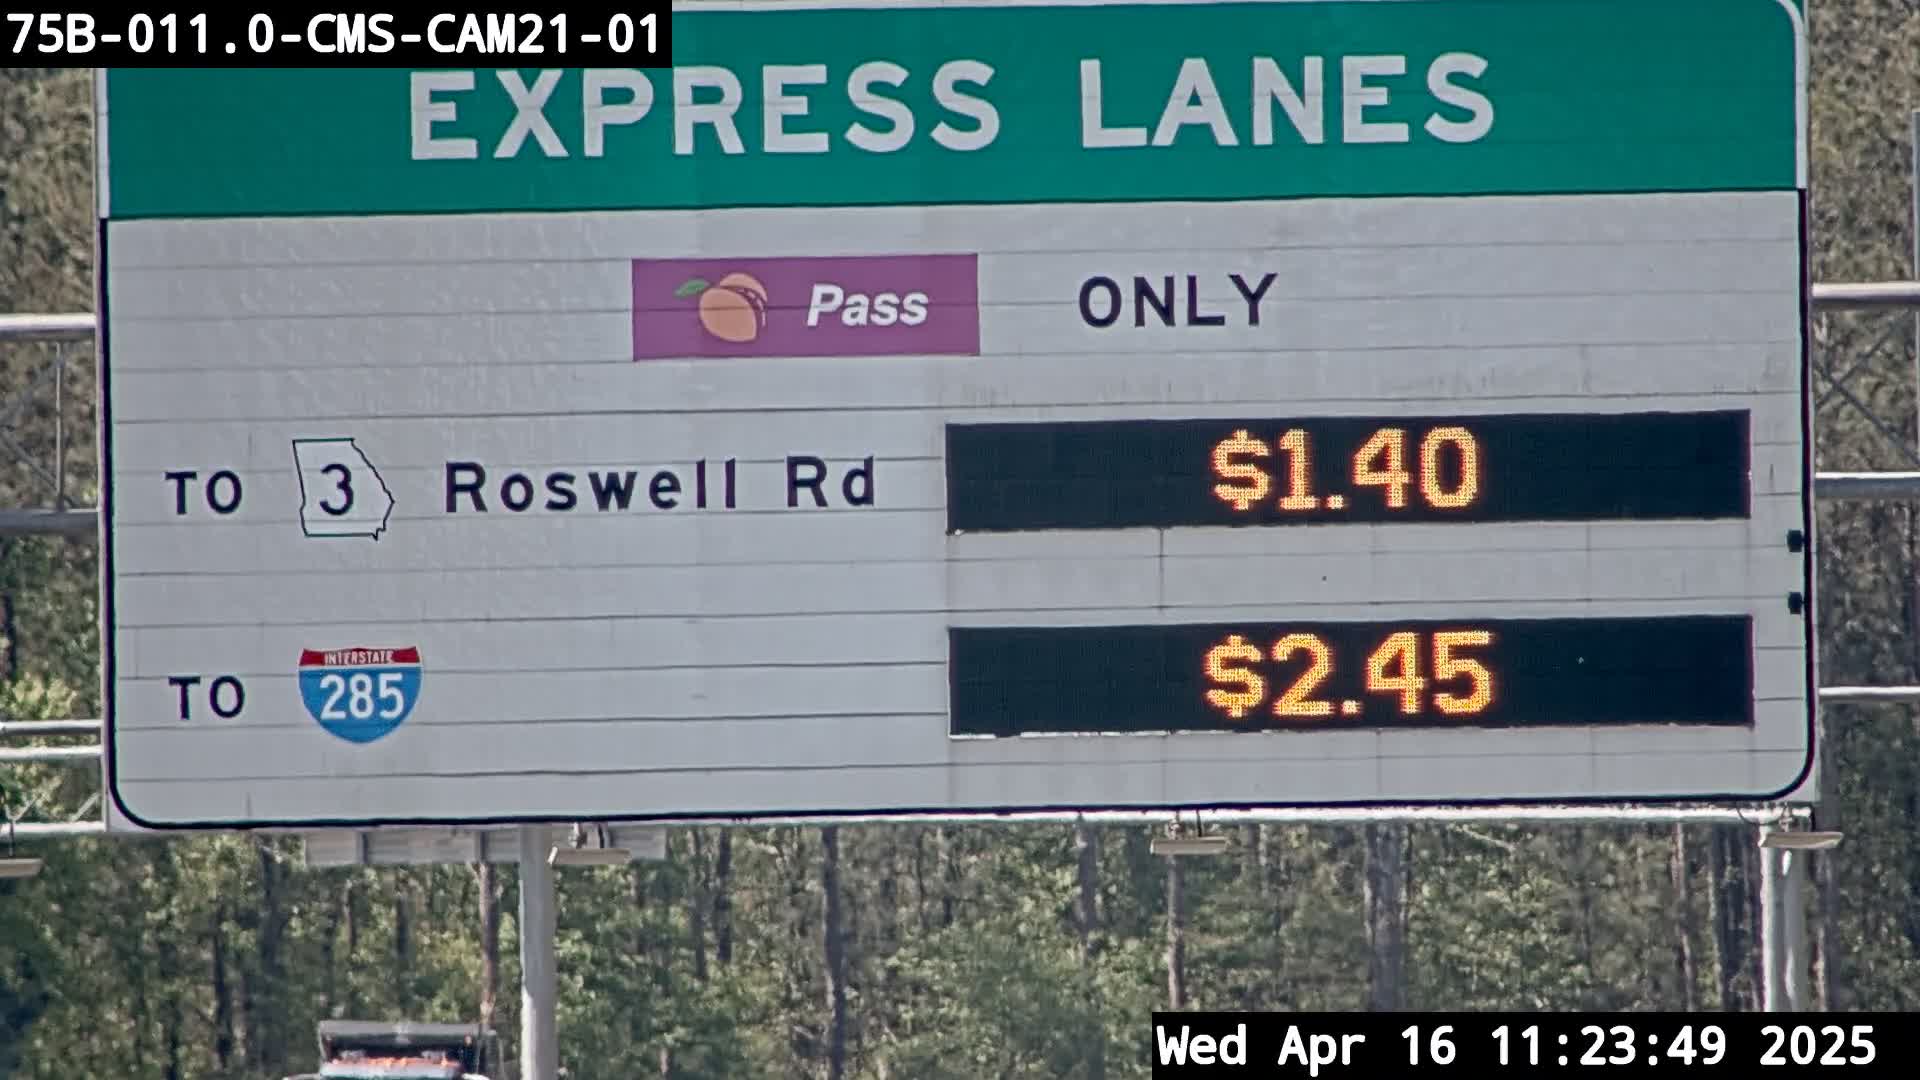 75B-011.0-CMS-CAM21-01
EXPRESS LANES
Pass ONLY
TO 3 Roswell Rd $1.40
TO INTERSTATE 285 $2.45
Wed Apr 16 11:23:49 2025